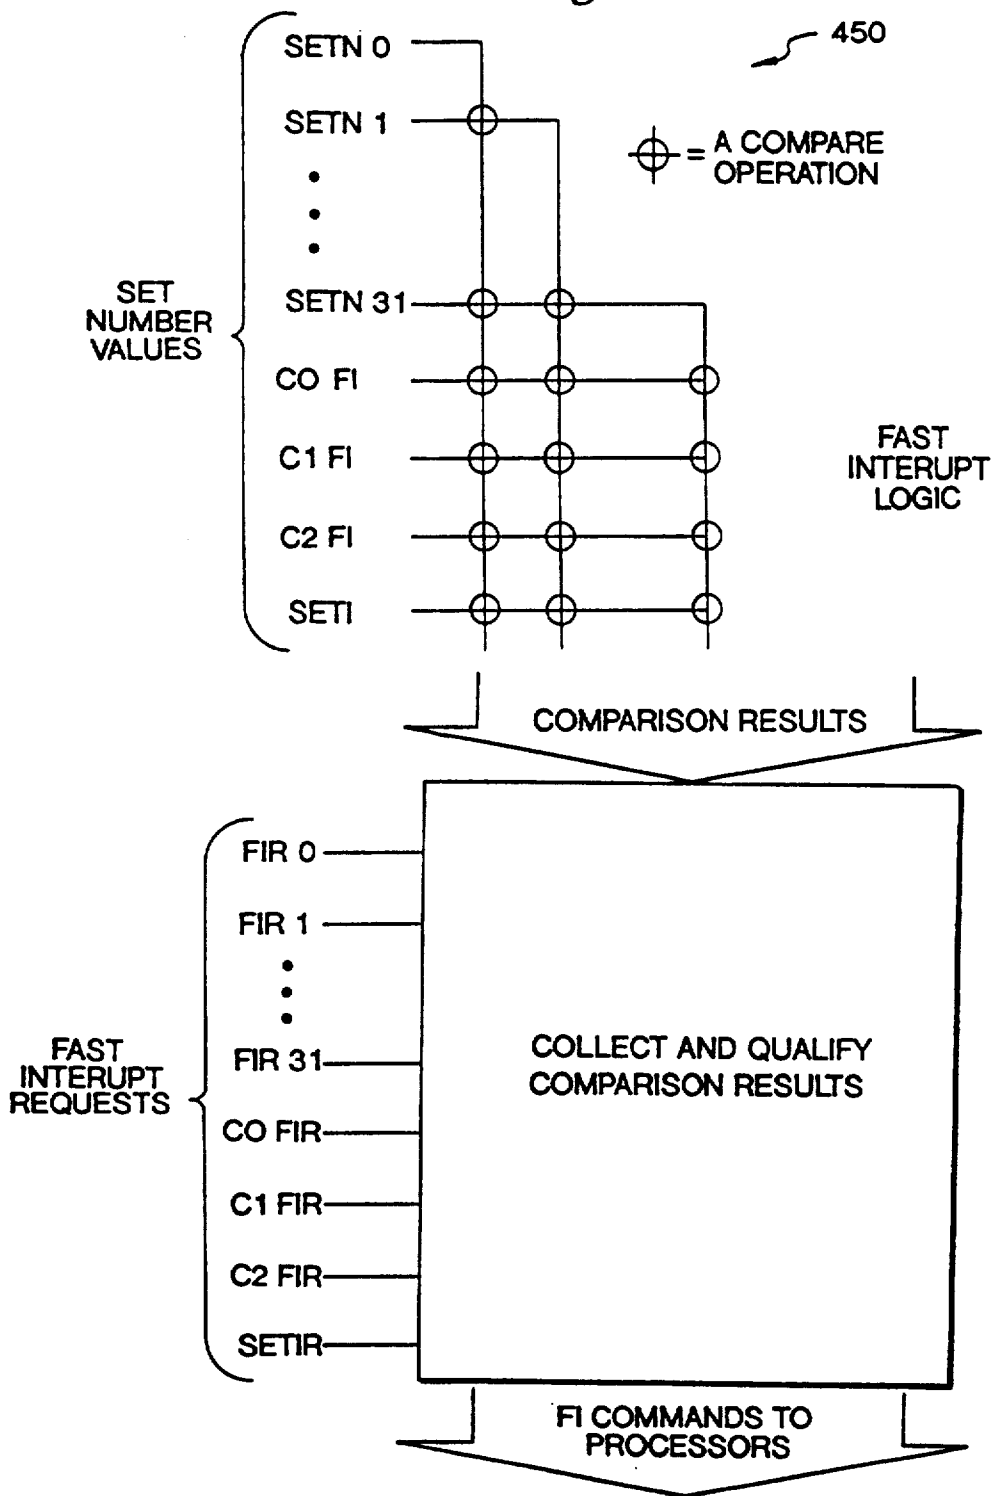 SETN 0
450
SETN 1
= A COMPARE
OPERATION
SETN 31
SET
NUMBER
VALUES
CO FI
C1 FI
FAST
INTERUPT
LOGIC
C2 FI
SETI
COMPARISON RESULTS
FIR 0
FIR 1
FIR 31
FAST
INTERUPT
REQUESTS
COLLECT AND QUALIFY
COMPARISON RESULTS
CO FIR
C1 FIR
C2 FIR
SETIR
FI COMMANDS TO
PROCESSORS